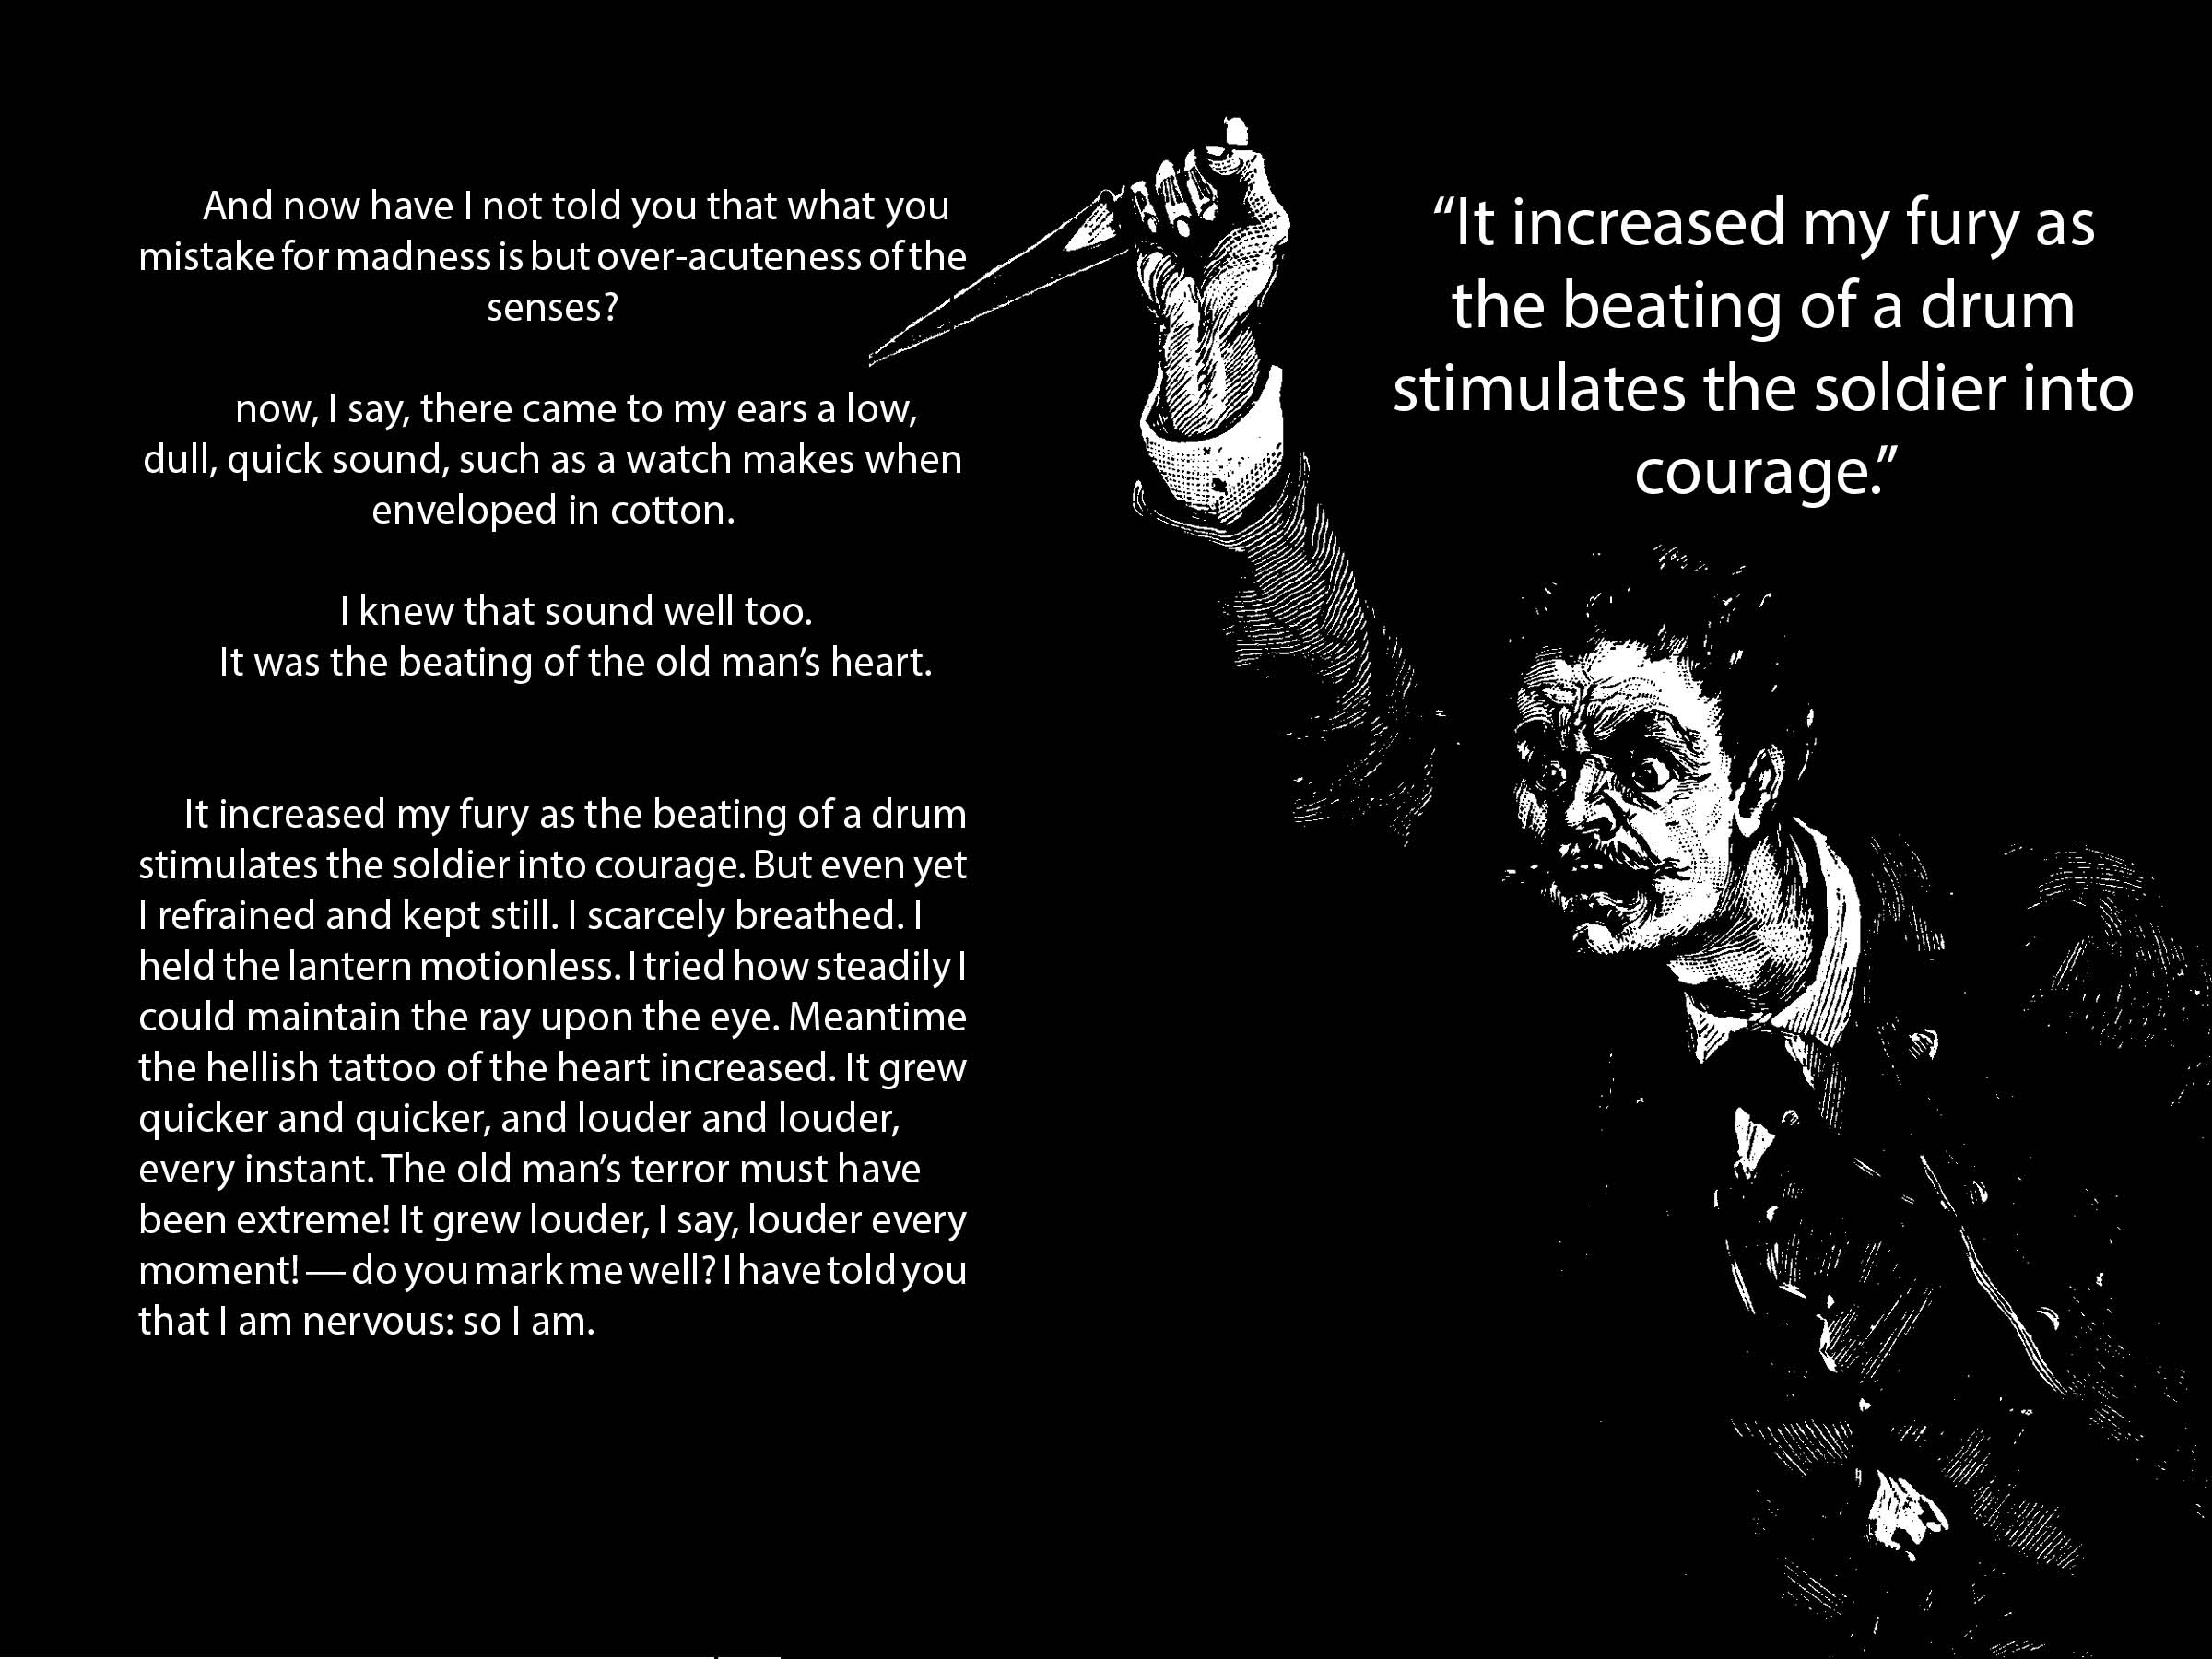 And now have I not told you that what you
mistake for madness is but over-acuteness of the
senses?
now, I say, there came to my ears a low,
dull, quick sound, such as a watch makes when
enveloped in cotton.
I knew that sound well too.
It was the beating of the old man’s heart.
It increased my fury as the beating of a drum
stimulates the soldier into courage. But even yet
I refrained and kept still. I scarcely breathed. I
held the lantern motionless. I tried how steadily I
could maintain the ray upon the eye. Meantime
the hellish tattoo of the heart increased. It grew
quicker and quicker, and louder and louder,
every instant. The old man’s terror must have
been extreme! It grew louder, I say, louder every
moment! — do you mark me well? I have told you
that I am nervous: so I am.
“It increased my fury as
the beating of a drum
stimulates the soldier into
courage.”